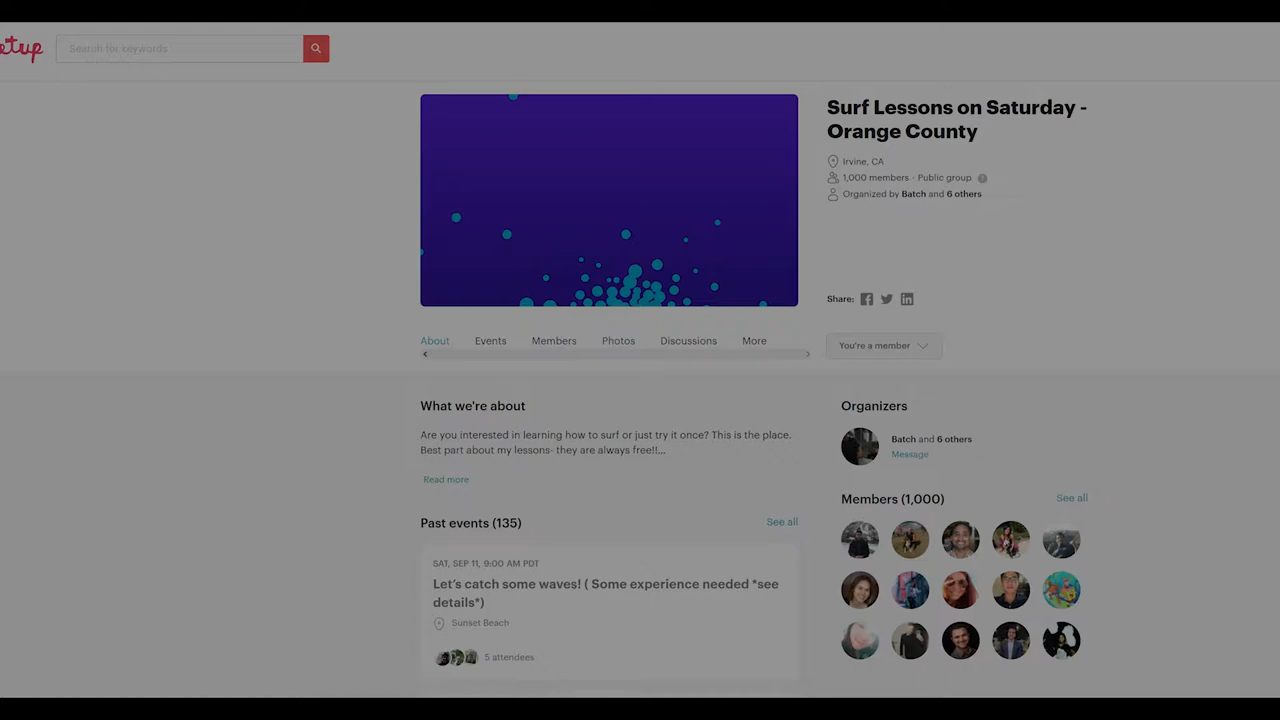 etup
Search for keywords
Surf Lessons on Saturday -
Orange County
Irvine, CA
1,000 members · Public group ?
Organized by Batch and 6 others
Share:
About Events Members Photos Discussions More
You're a member
What we're about
Are you interested in learning how to surf or just try it once? This is the place.
Best part about my lessons- they are always free!!...
Read more
Organizers
Batch and 6 others
Message
Members (1,000) See all
Past events (135) See all
SAT, SEP 11, 9:00 AM PDT
Let's catch some waves! ( Some experience needed *see
details*)
Sunset Beach
5 attendees